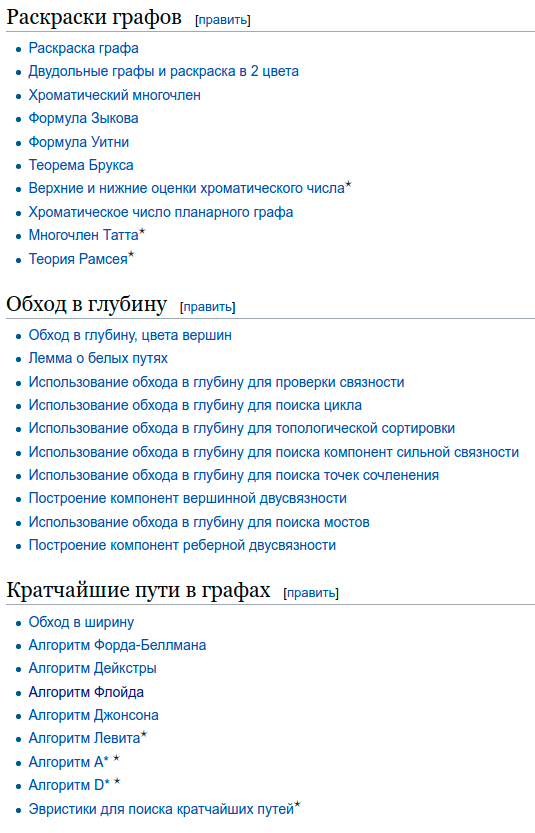 Раскраски графов [править]
Раскраска графа
Двудольные графы и раскраска в 2 цвета
Хроматический многочлен
Формула Зыкова
Формула Уитни
Теорема Брукса
Верхние и нижние оценки хроматического числа★
Хроматическое число планарного графа
Многочлен Татта★
Теория Рамсея★
Обход в глубину [править]
Обход в глубину, цвета вершин
Лемма о белых путях
Использование обхода в глубину для проверки связности
Использование обхода в глубину для поиска цикла
Использование обхода в глубину для топологической сортировки
Использование обхода в глубину для поиска компонент сильной связности
Использование обхода в глубину для поиска точек сочленения
Построение компонент вершинной двусвязности
Использование обхода в глубину для поиска мостов
Построение компонент реберной двусвязности
Кратчайшие пути в графах [править]
Обход в ширину
Алгоритм Форда-Беллмана
Алгоритм Дейкстры
Алгоритм Флойда
Алгоритм Джонсона
Алгоритм Левита★
Алгоритм A* ★
Алгоритм D* ★
Эвристики для поиска кратчайших путей★